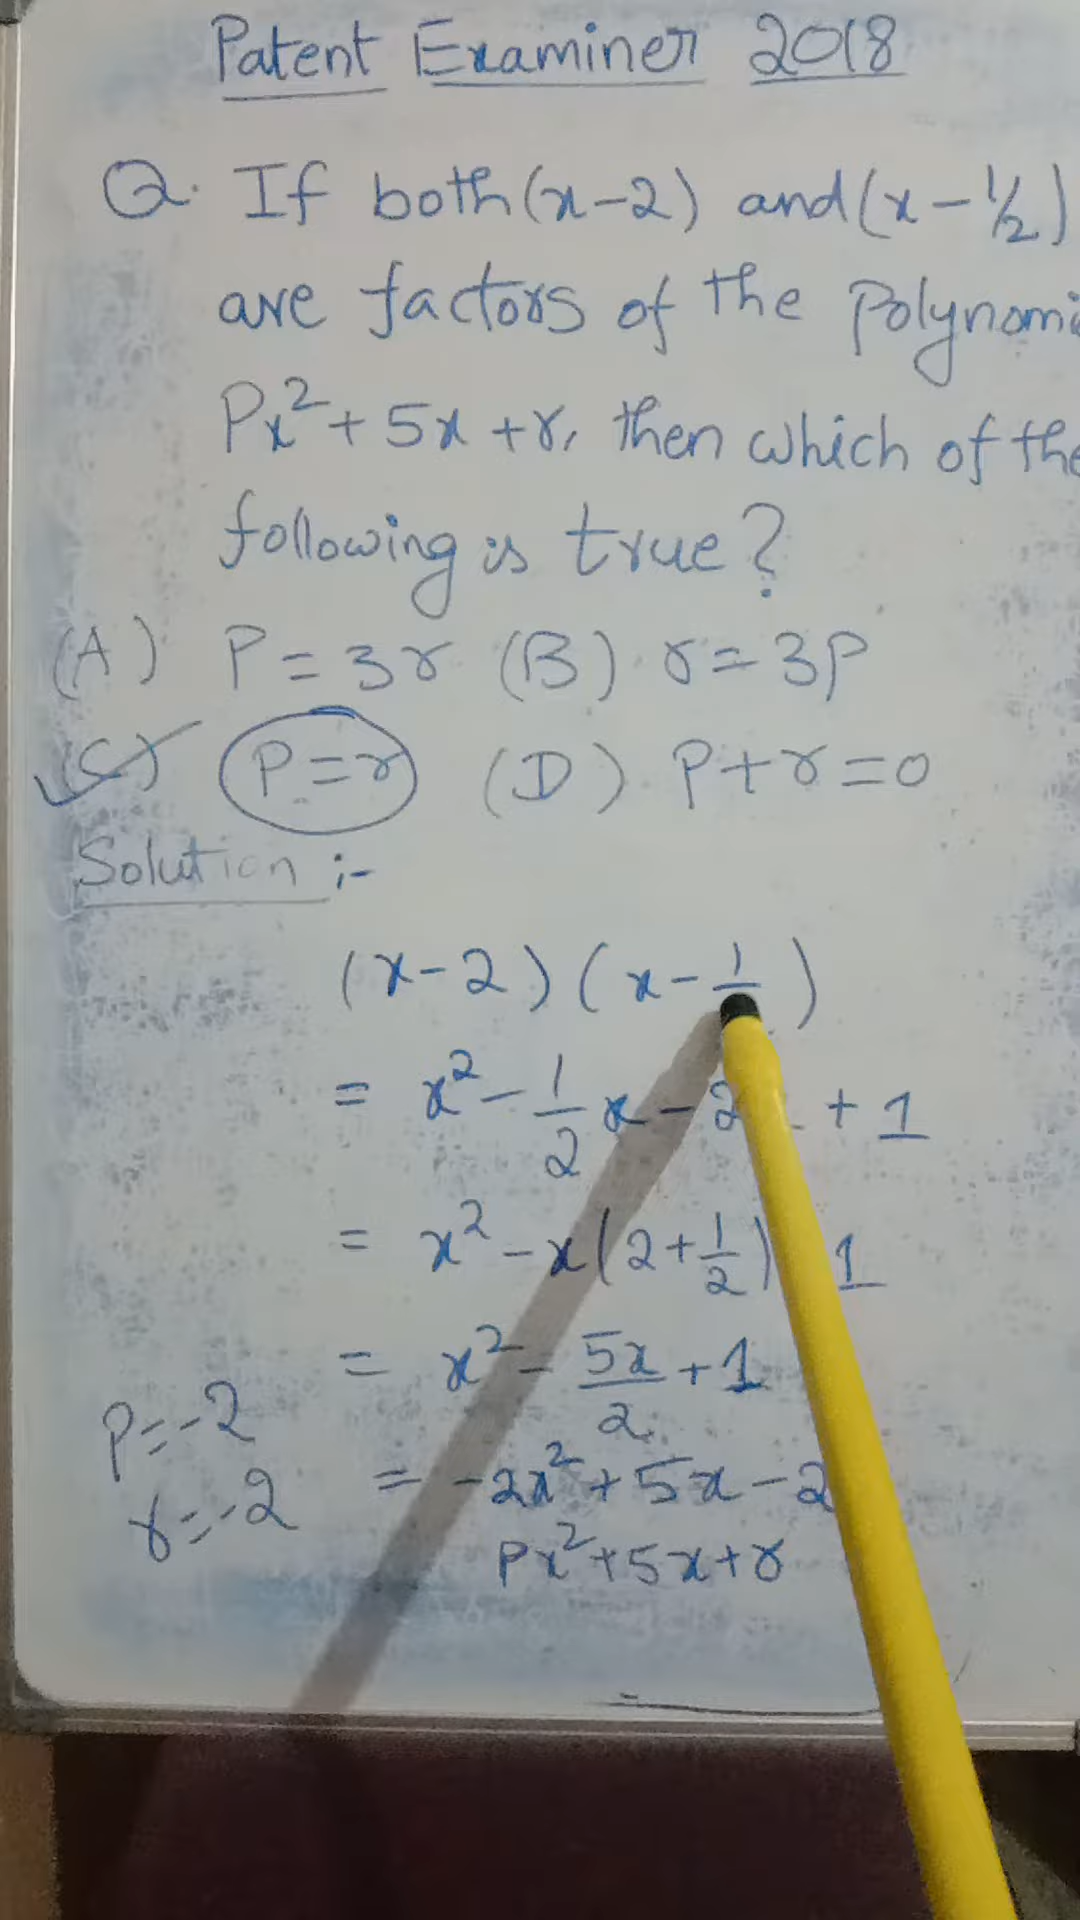 Patent Examiner 2018
Q. If both (x-2) and (x-1/2)
are factors of the Polynomi
Px²+5x+r, then which of the
following is true?
(A) P=3r (B) r=3p
(C) P=r (D) P+r=0
Solution :-
(x-2)(x-1/
= x²-1/2x-2 +1
= x²-x(2+1/2) 1
= x²-5x/2+1
P=-2
= -2x²+5x-2
r=-2
Px²+5x+r